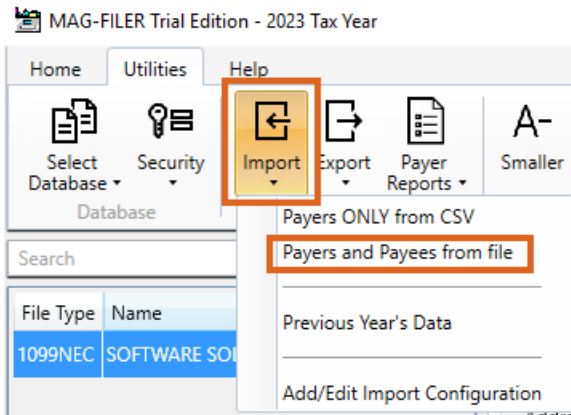 MAG-FILER Trial Edition - 2023 Tax Year
Home Utilities Help
Select Database Security Import Export Payer Reports A- Smaller
Database
Payers ONLY from CSV
Search Payers and Payees from file
File Type Name
Previous Year's Data
1099NEC SOFTWARE SOL
Add/Edit Import Configuration